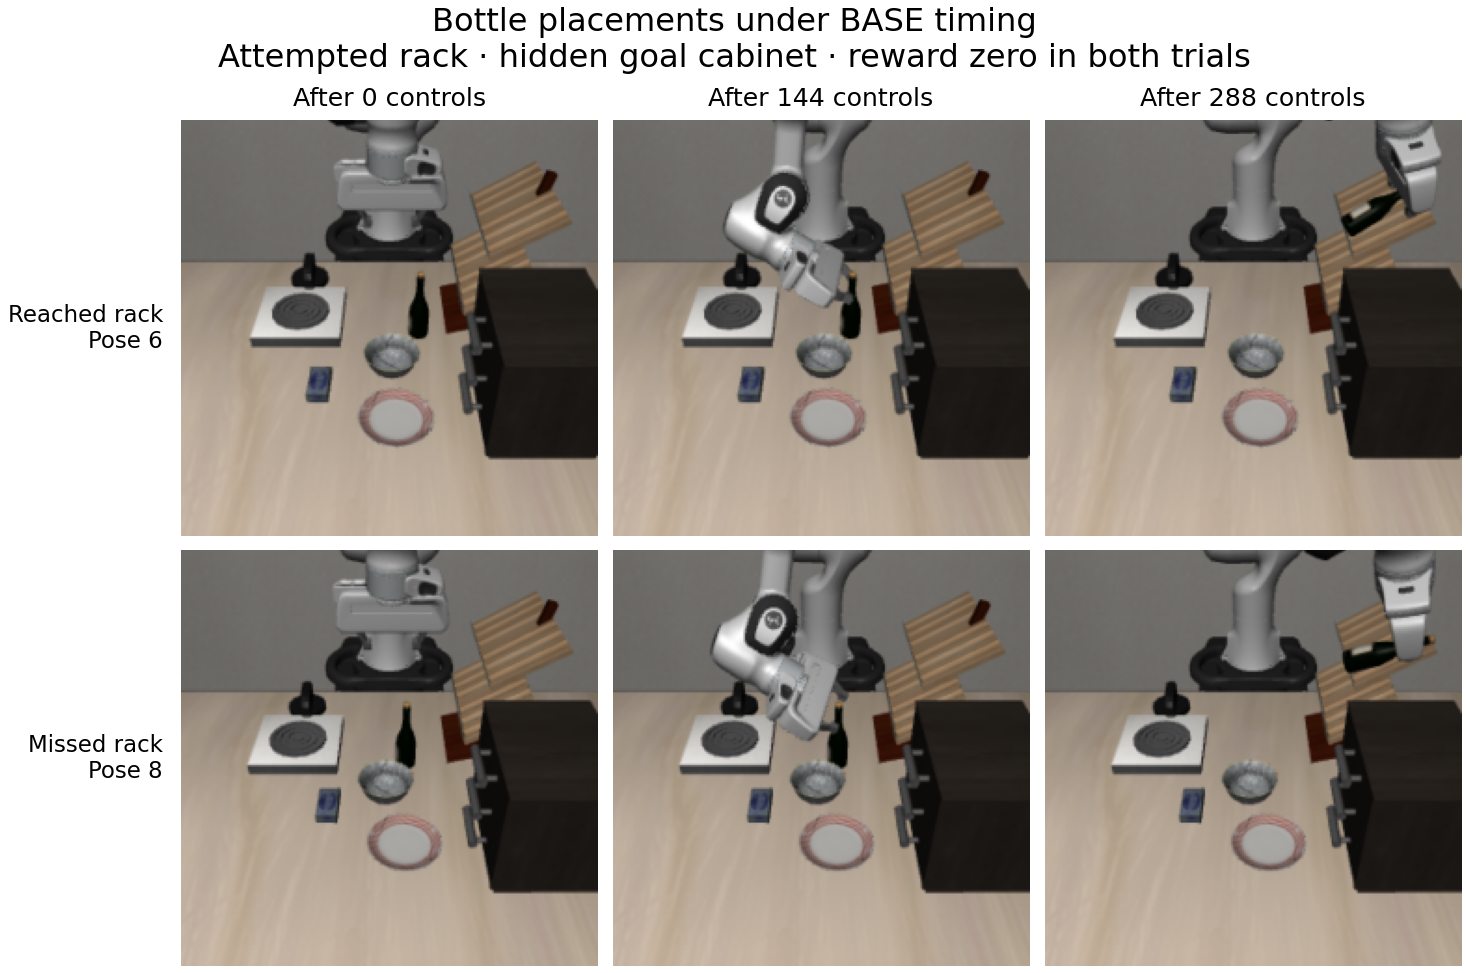 Bottle placements under BASE timing
Attempted rack · hidden goal cabinet · reward zero in both trials
After 0 controls
After 144 controls
After 288 controls
Reached rack
Pose 6
Missed rack
Pose 8